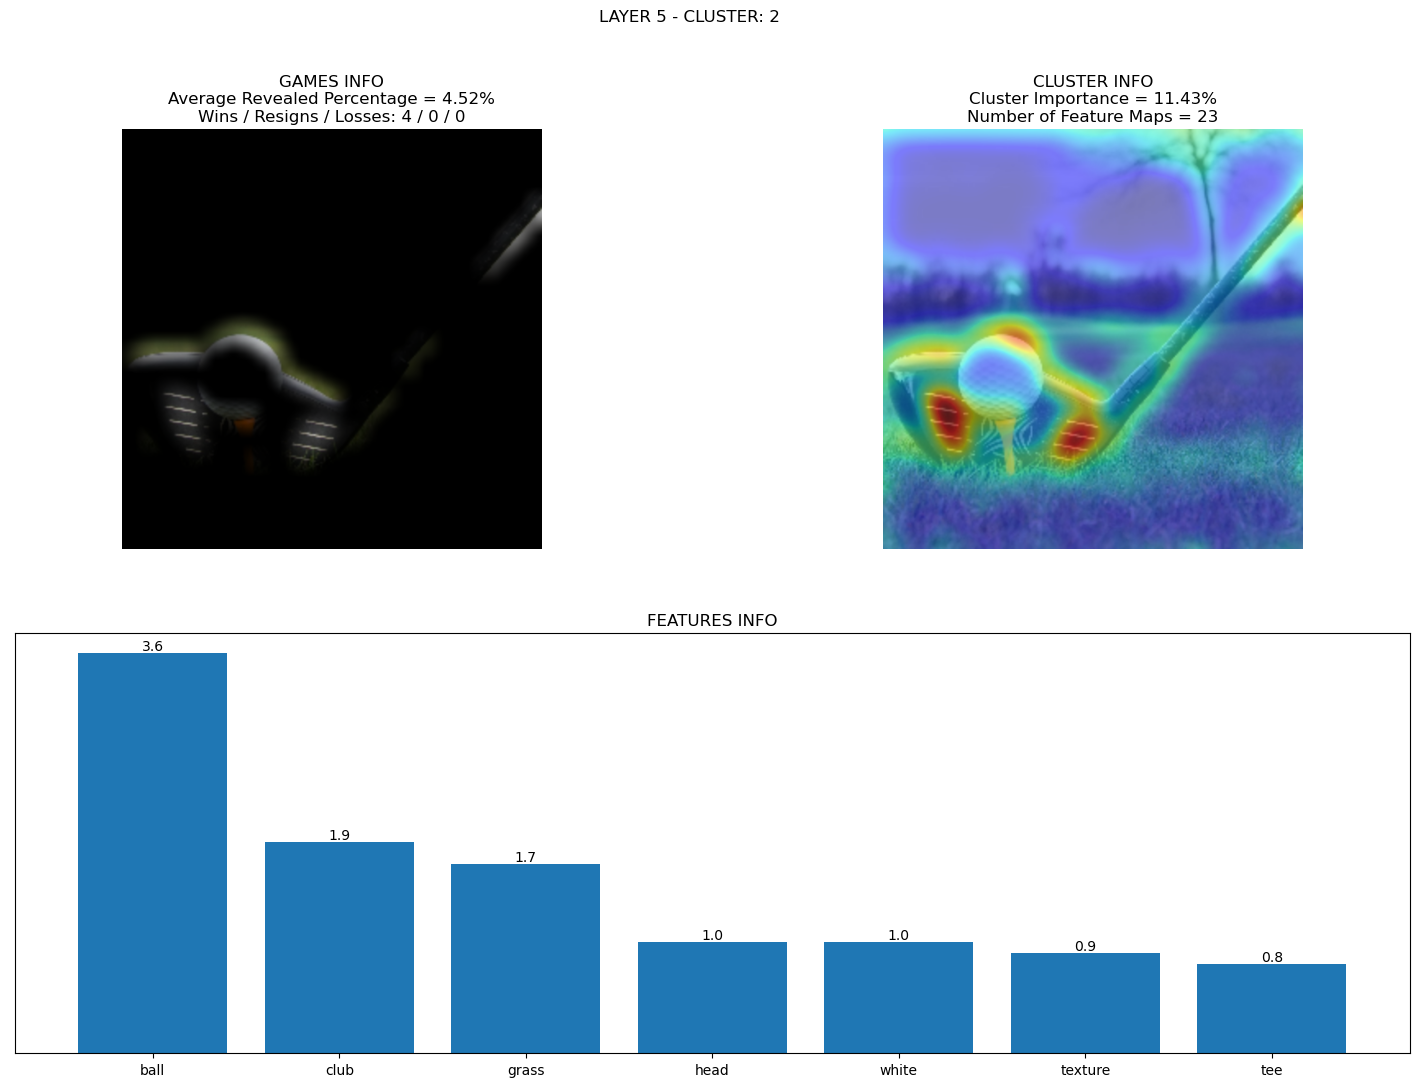 LAYER 5 - CLUSTER: 2
GAMES INFO
Average Revealed Percentage = 4.52%
Wins / Resigns / Losses: 4 / 0 / 0
CLUSTER INFO
Cluster Importance = 11.43%
Number of Feature Maps = 23
FEATURES INFO
3.6
1.9
1.7
1.0
1.0
0.9
0.8
ball
club
grass
head
white
texture
tee